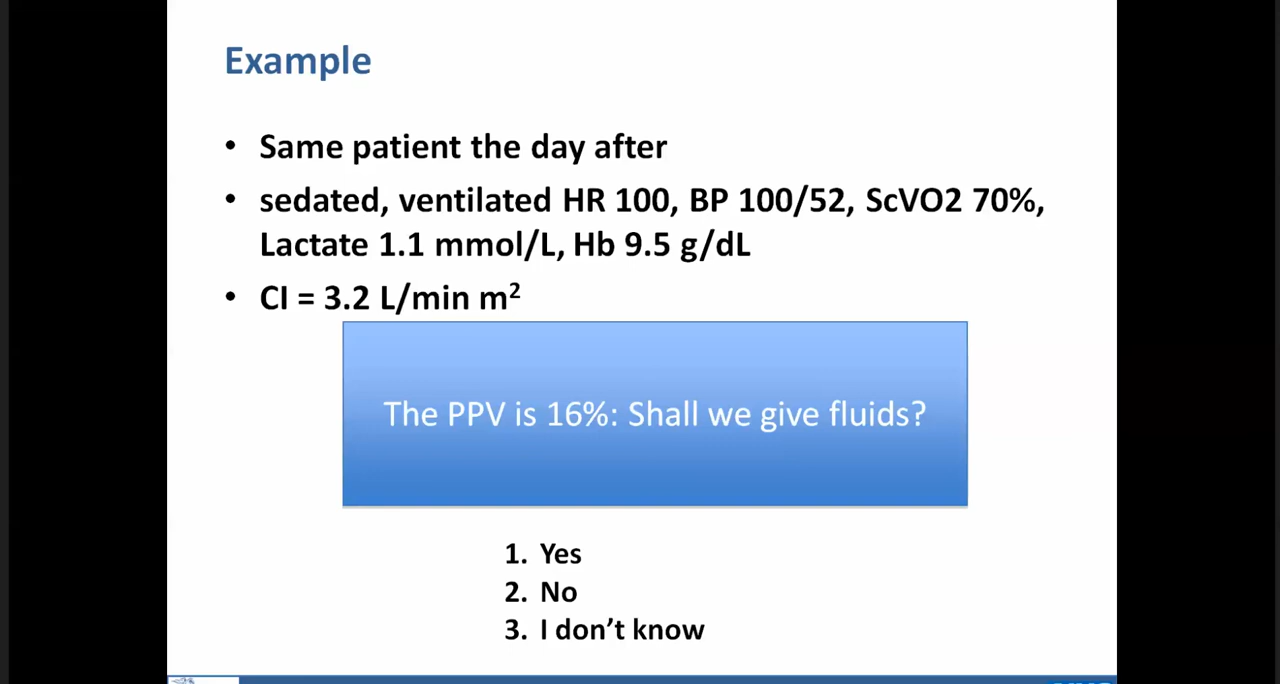 Example
• Same patient the day after
• sedated, ventilated HR 100, BP 100/52, ScVO2 70%,
Lactate 1.1 mmol/L, Hb 9.5 g/dL
• CI = 3.2 L/min m²
The PPV is 16%: Shall we give fluids?
1. Yes
2. No
3. I don’t know